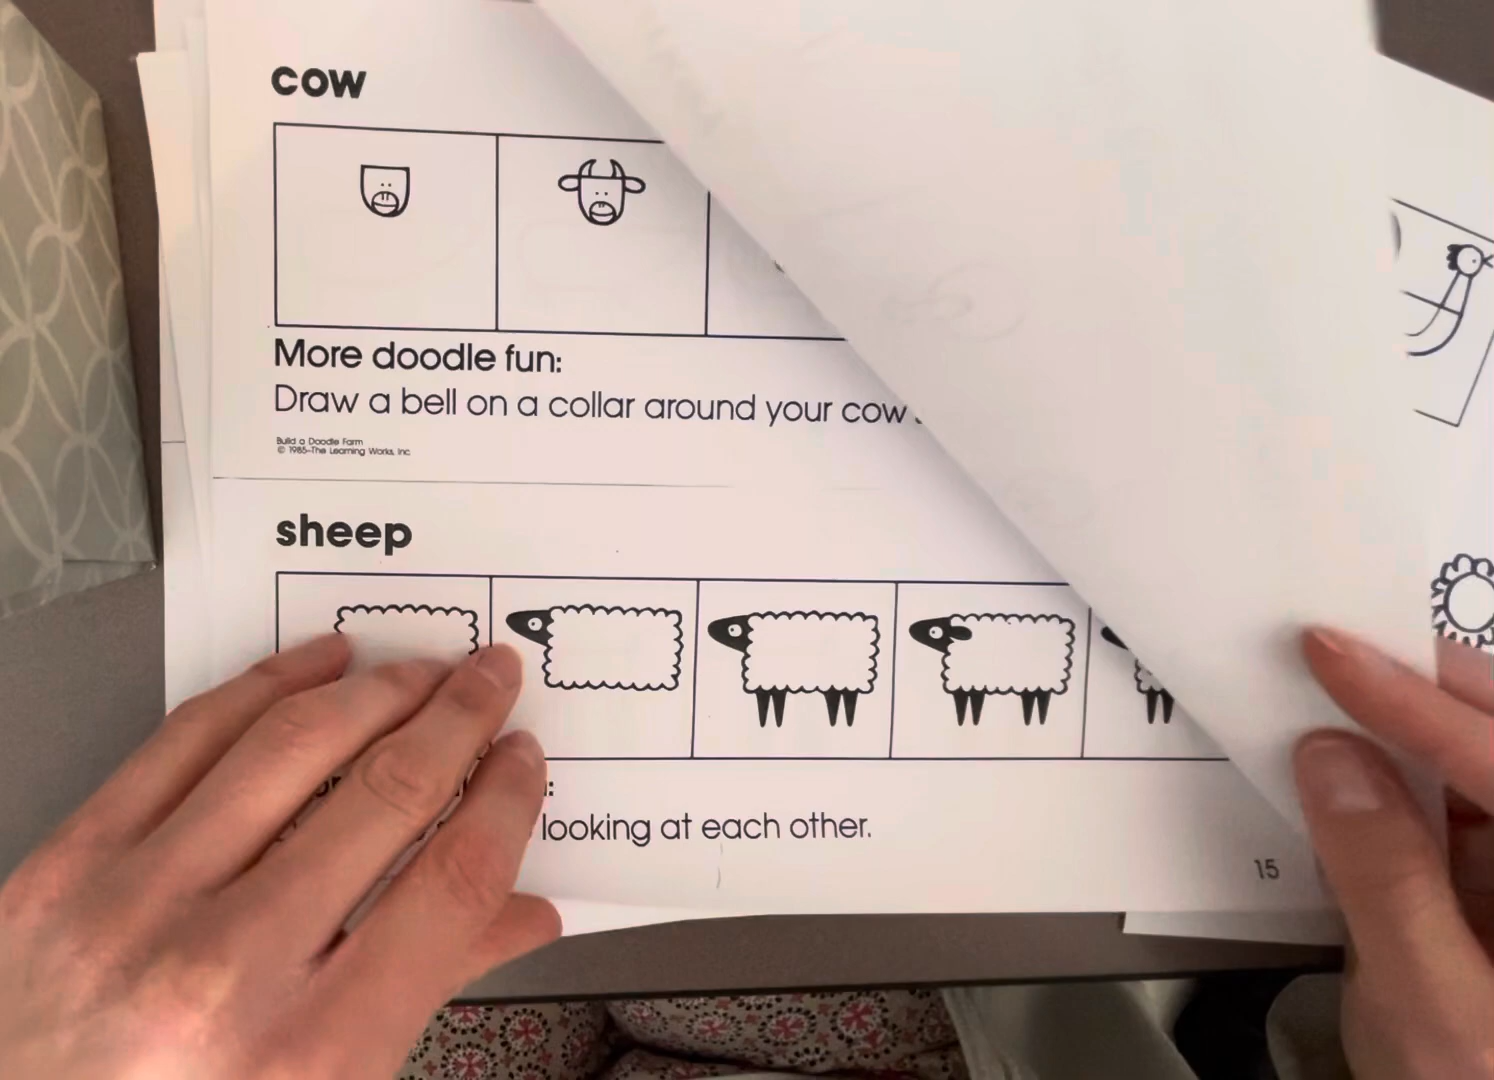 cow
More doodle fun:
Draw a bell on a collar around your cow
Build a Doodle Farm
© 1985-The Learning Works, Inc
sheep
looking at each other.
15